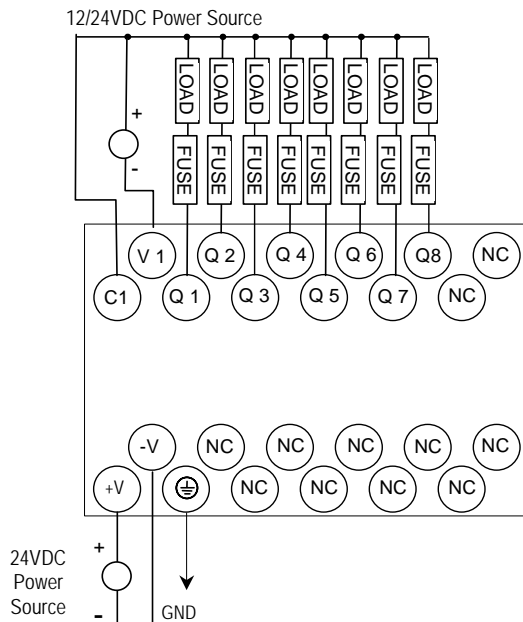 12/24VDC Power Source
+
-
LOAD LOAD LOAD LOAD LOAD LOAD LOAD LOAD
FUSE FUSE FUSE FUSE FUSE FUSE FUSE FUSE
V 1 Q 2 Q 4 Q 6 Q8 NC
C1 Q 1 Q 3 Q 5 Q 7 NC
-V NC NC NC NC NC
+V NC NC NC NC
+
24VDC
Power
Source
-
GND